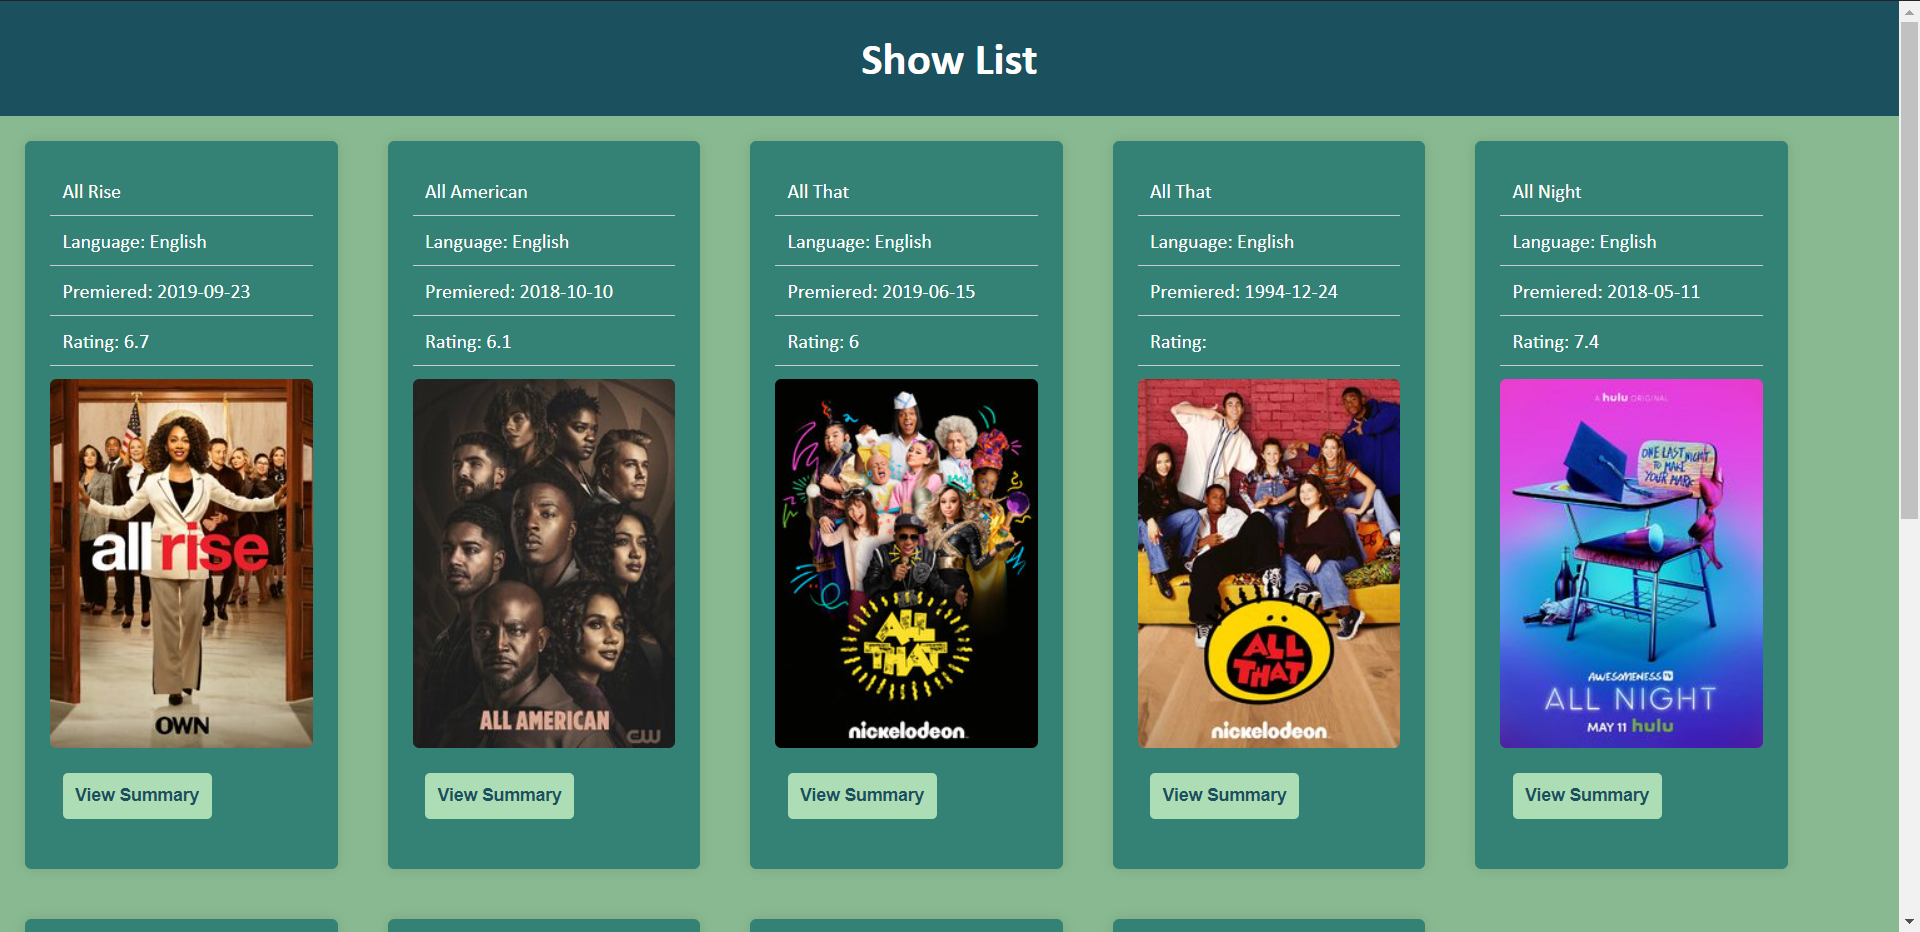 Show List
All Rise
Language: English
Premiered: 2019-09-23
Rating: 6.7
allrise
OWN
View Summary
All American
Language: English
Premiered: 2018-10-10
Rating: 6.1
ALL AMERICAN
CW
View Summary
All That
Language: English
Premiered: 2019-06-15
Rating: 6
ALL
THAT
nickelodeon
View Summary
All That
Language: English
Premiered: 1994-12-24
Rating:
ALL
THAT
nickelodeon
View Summary
All Night
Language: English
Premiered: 2018-05-11
Rating: 7.4
A hulu ORIGINAL
ONE LAST NIGHT
TO MAKE
YOUR MARK
AWESOMENESS TV
ALL NIGHT
MAY 11 hulu
View Summary